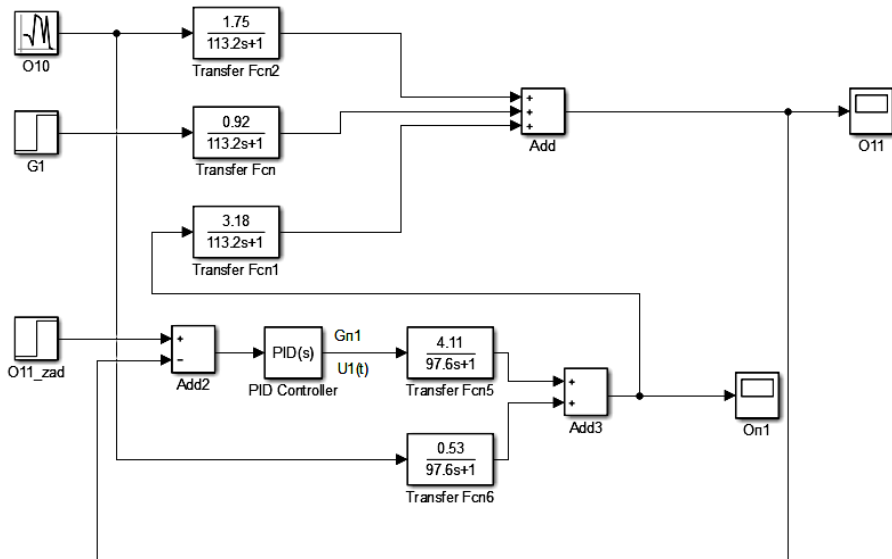 1.75
113.2s+1
O10
Transfer Fcn2
0.92
113.2s+1
G1
Transfer Fcn
+
+
+
Add
O11
3.18
113.2s+1
Transfer Fcn1
O11_zad
+
−
Add2
PID(s)
PID Controller
Gп1
U1(t)
4.11
97.6s+1
Transfer Fcn5
+
+
Add3
Oп1
0.53
97.6s+1
Transfer Fcn6